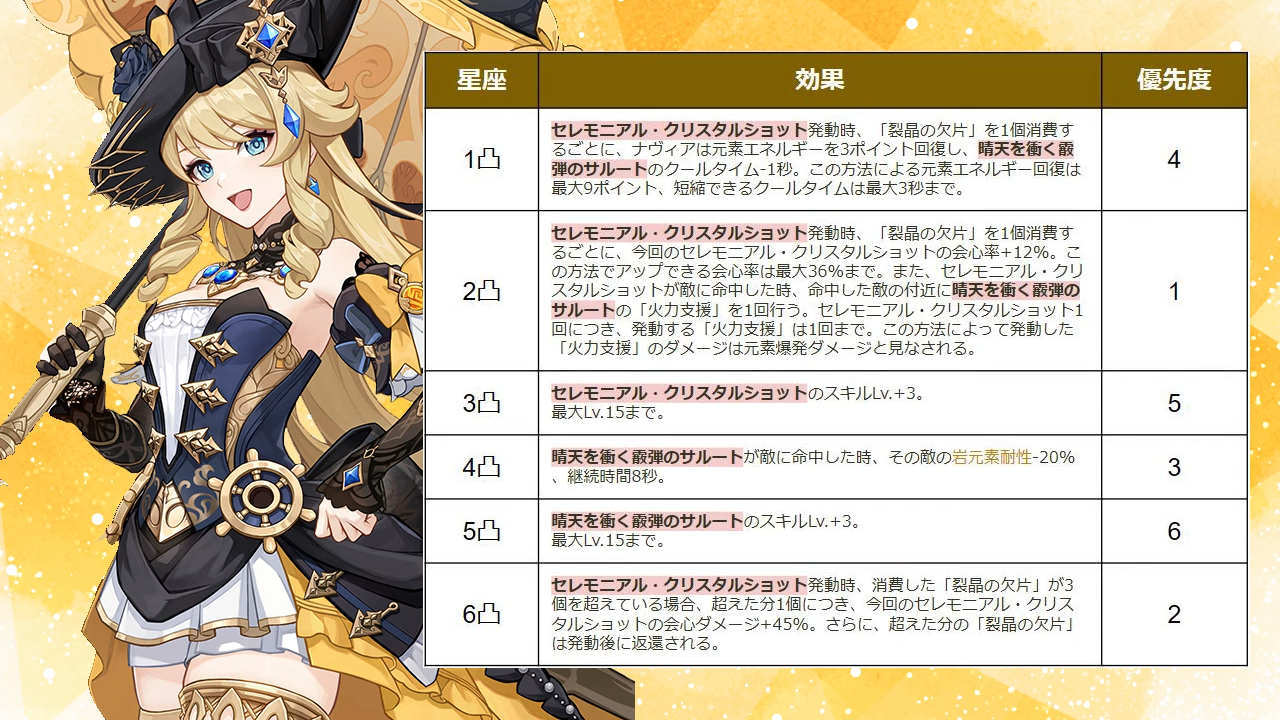 星座 効果 優先度
1凸
セレモニアル・クリスタルショット発動時、「裂晶の欠片」を1個消費す
るごとに、ナヴィアは元素エネルギーを3ポイント回復し、晴天を衝く霰
弾のサルートのクールタイム-1秒。この方法による元素エネルギー回復は
最大9ポイント、短縮できるクールタイムは最大3秒まで。
4
2凸
セレモニアル・クリスタルショット発動時、「裂晶の欠片」を1個消費す
るごとに、今回のセレモニアル・クリスタルショットの会心率+12%。こ
の方法でアップできる会心率は最大36%まで。また、セレモニアル・クリ
スタルショットが敵に命中した時、命中した敵の付近に晴天を衝く霰弾の
サルートの「火力支援」を1回行う。セレモニアル・クリスタルショット1
回につき、発動する「火力支援」は1回まで。この方法によって発動した
「火力支援」のダメージは元素爆発ダメージと見なされる。
1
3凸
セレモニアル・クリスタルショットのスキルLv.+3。
最大Lv.15まで。
5
4凸
晴天を衝く霰弾のサルートが敵に命中した時、その敵の岩元素耐性-20%
、継続時間8秒。
3
5凸
晴天を衝く霰弾のサルートのスキルLv.+3。
最大Lv.15まで。
6
6凸
セレモニアル・クリスタルショット発動時、消費した「裂晶の欠片」が3
個を超えている場合、超えた分1個につき、今回のセレモニアル・クリス
タルショットの会心ダメージ+45%。さらに、超えた分の「裂晶の欠片」
は発動後に返還される。
2